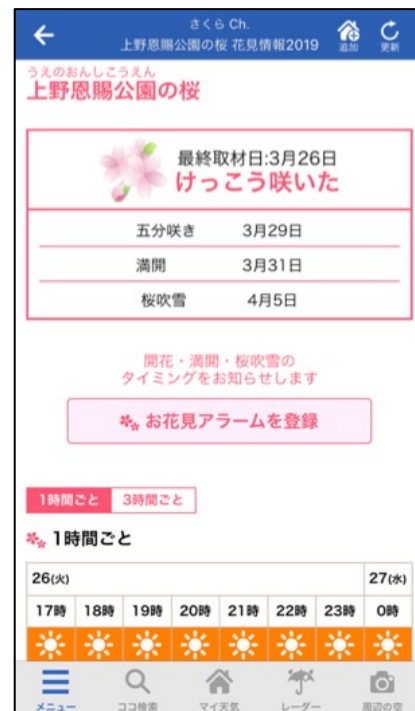 さくら Ch.
上野恩賜公園の桜 花見情報2019
追加
更新
うえのおんしこうえん
上野恩賜公園の桜
最終取材日:3月26日
けっこう咲いた
五分咲き 3月29日
満開 3月31日
桜吹雪 4月5日
開花・満開・桜吹雪の
タイミングをお知らせします
お花見アラームを登録
1時間ごと 3時間ごと
1時間ごと
26(火) 27(水)
17時 18時 19時 20時 21時 22時 23時 0時
メニュー ココ検索 マイ天気 レーダー 周辺の空